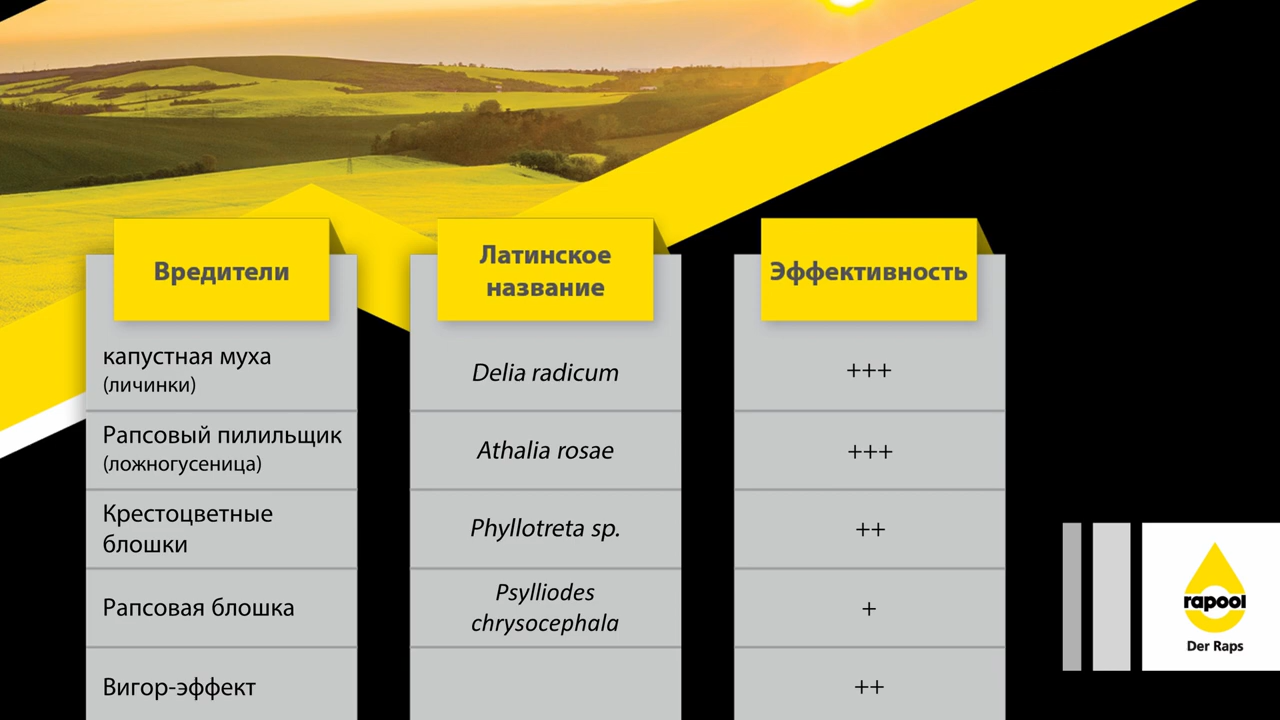 Вредители
Латинское
название
Эффективность
капустная муха
(личинки)
Delia radicum
+++
Рапсовый пилильщик
(ложногусеница)
Athalia rosae
+++
Крестоцветные
блошки
Phyllotreta sp.
++
Рапсовая блошка
Psylliodes
chrysocephala
+
Вигор-эффект
++
rapool
Der Raps